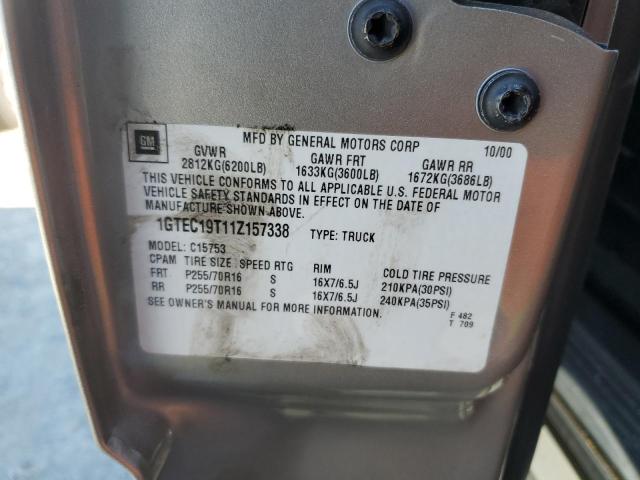 GM
MFD BY GENERAL MOTORS CORP 10/00
GVWR GAWR FRT GAWR RR
2812KG(6200LB) 1633KG(3600LB) 1672KG(3686LB)
THIS VEHICLE CONFORMS TO ALL APPLICABLE U.S. FEDERAL MOTOR
VEHICLE SAFETY STANDARDS IN EFFECT ON THE DATE OF
MANUFACTURE SHOWN ABOVE.
1GTEC19T11Z157338 TYPE: TRUCK
MODEL: C15753
CPAM TIRE SIZE SPEED RTG RIM COLD TIRE PRESSURE
FRT P255/70R16 S 16X7/6.5J 210KPA(30PSI)
RR P255/70R16 S 16X7/6.5J 240KPA(35PSI)
SEE OWNER'S MANUAL FOR MORE INFORMATION.
F 482
T 709